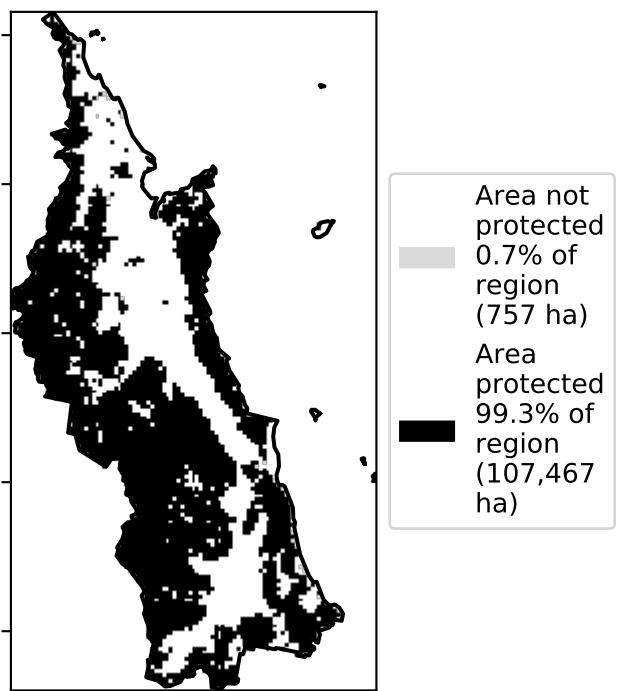 Area not
protected
0.7% of
region
(757 ha)
Area
protected
99.3% of
region
(107,467
ha)